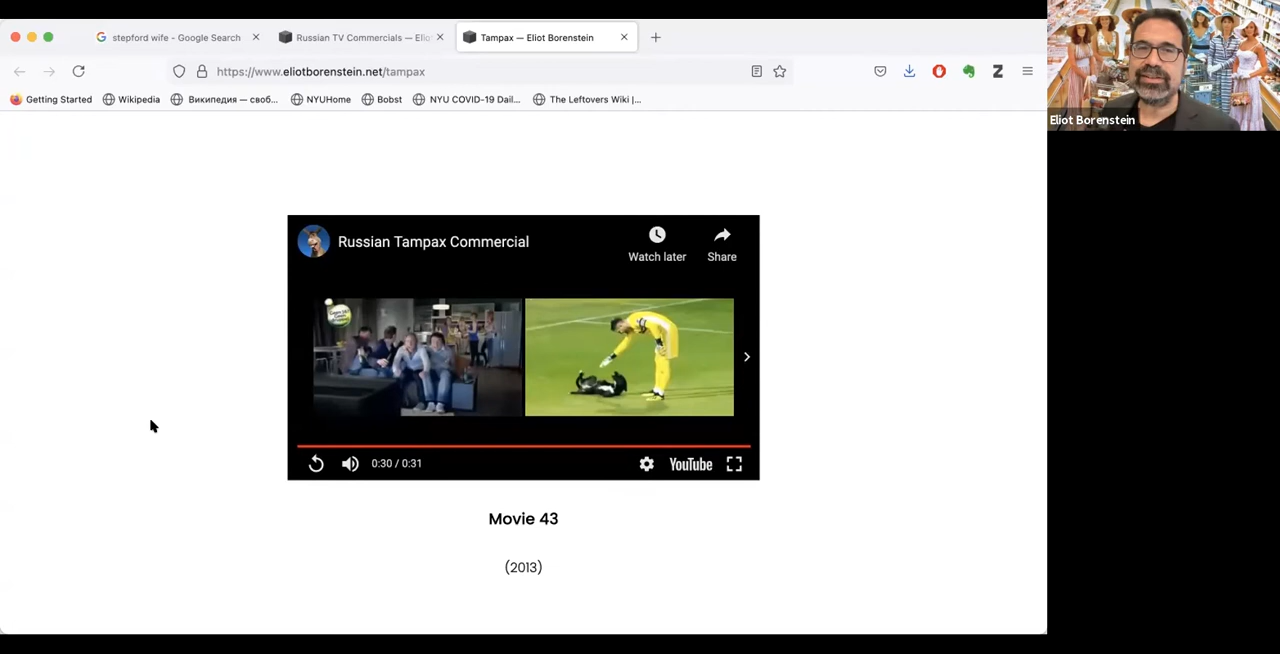 stepford wife - Google Search
Russian TV Commercials — Elio
Tampax — Eliot Borenstein
https://www.eliotborenstein.net/tampax
Getting Started
Wikipedia
Википедия — своб...
NYUHome
Bobst
NYU COVID-19 Dail...
The Leftovers Wiki |...
Eliot Borenstein
Russian Tampax Commercial
Watch later
Share
0:30 / 0:31
YouTube
Movie 43
(2013)